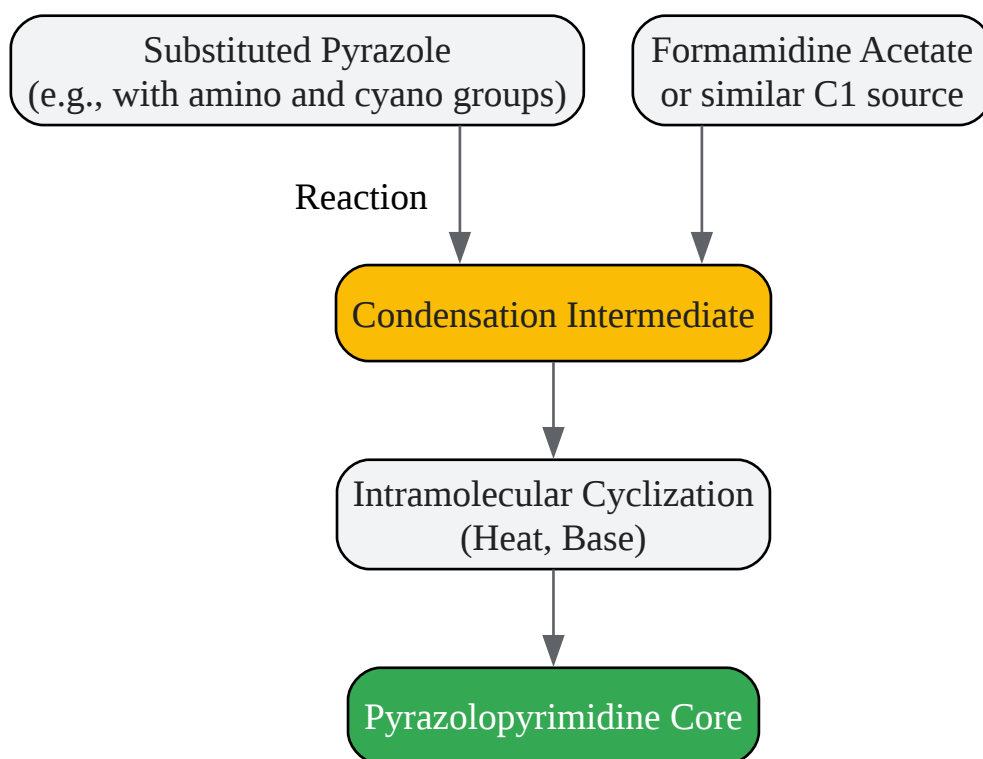 Substituted Pyrazole
(e.g., with amino and cyano groups)
Formamidine Acetate
or similar C1 source
Reaction
Condensation Intermediate
Intramolecular Cyclization
(Heat, Base)
Pyrazolopyrimidine Core